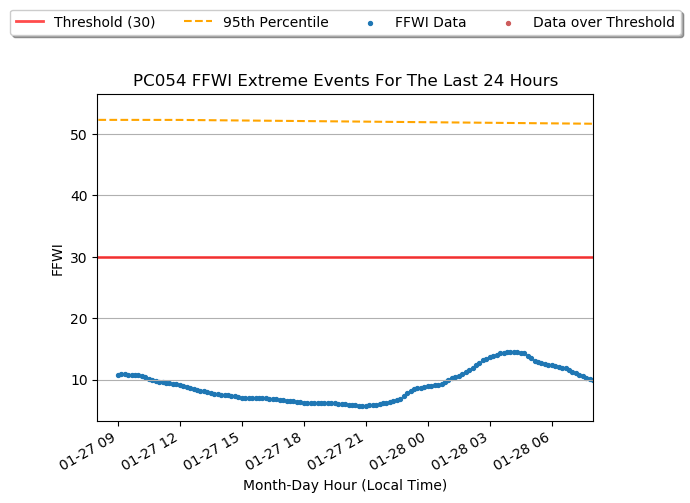 Threshold (30) 95th Percentile FFWI Data Data over Threshold
PC054 FFWI Extreme Events For The Last 24 Hours
50
40
30
20
10
FFWI
01-27 09 01-27 12 01-27 15 01-27 18 01-27 21 01-28 00 01-28 03 01-28 06
Month-Day Hour (Local Time)